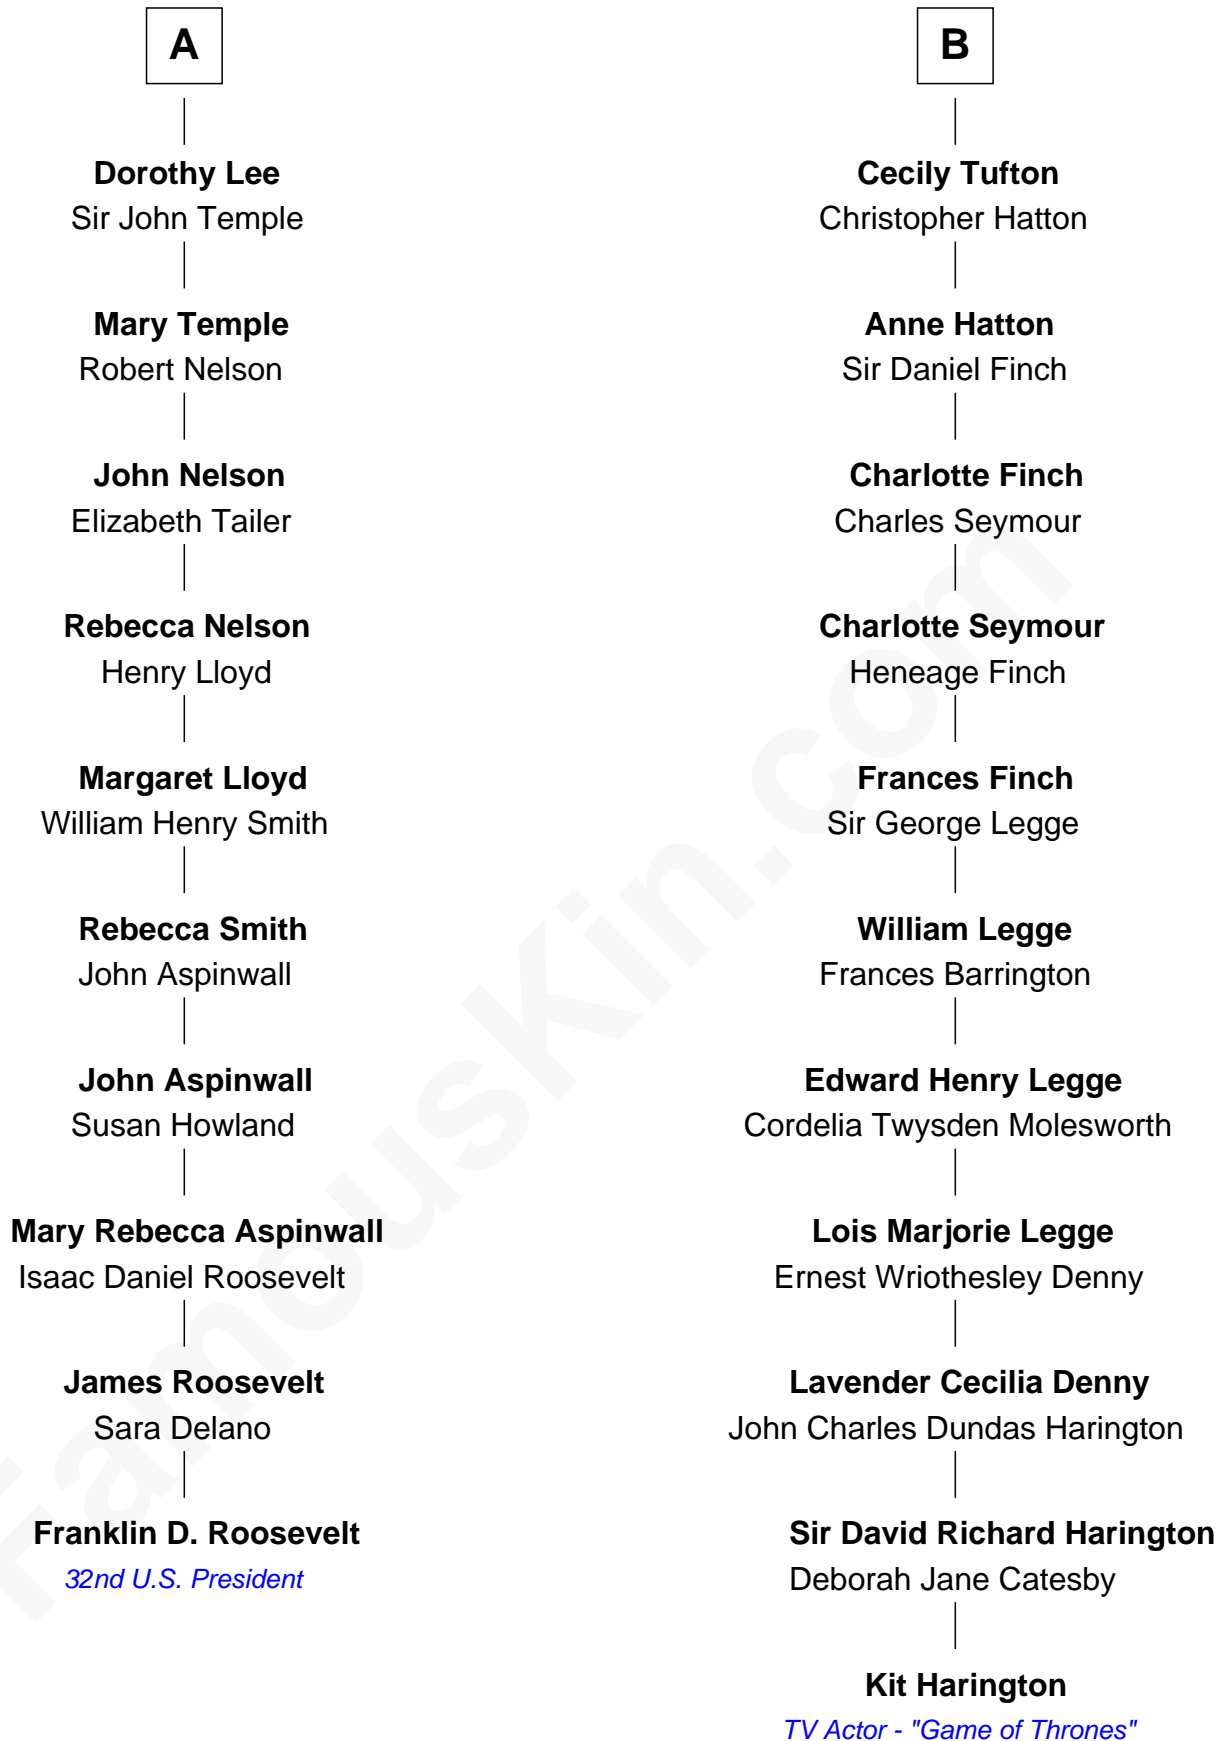 A
Dorothy Lee
Sir John Temple
Mary Temple
Robert Nelson
John Nelson
Elizabeth Tailer
Rebecca Nelson
Henry Lloyd
Margaret Lloyd
William Henry Smith
Rebecca Smith
John Aspinwall
John Aspinwall
Susan Howland
Mary Rebecca Aspinwall
Isaac Daniel Roosevelt
James Roosevelt
Sara Delano
Franklin D. Roosevelt
32nd U.S. President
B
Cecily Tufton
Christopher Hatton
Anne Hatton
Sir Daniel Finch
Charlotte Finch
Charles Seymour
Charlotte Seymour
Heneage Finch
Frances Finch
Sir George Legge
William Legge
Frances Barrington
Edward Henry Legge
Cordelia Twysden Molesworth
Lois Marjorie Legge
Ernest Wriothesley Denny
Lavender Cecilia Denny
John Charles Dundas Harington
Sir David Richard Harington
Deborah Jane Catesby
Kit Harington
TV Actor - "Game of Thrones"
FamousKin.com